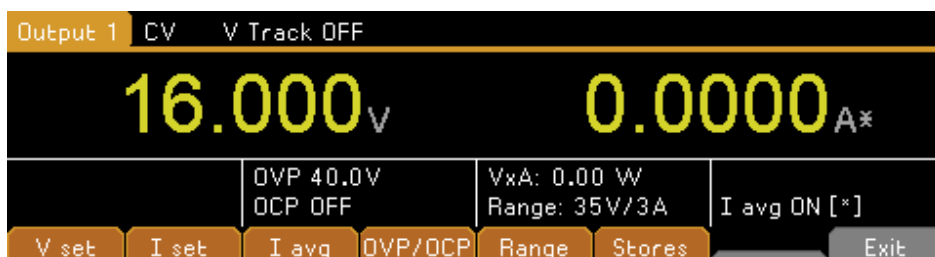 Output 1 CV V Track OFF
16.000V 0.0000A*
OVP 40.0V VxA: 0.00 W
OCP OFF Range: 35V/3A I avg ON [*]
V set I set I avg OVP/OCP Range Stores Exit